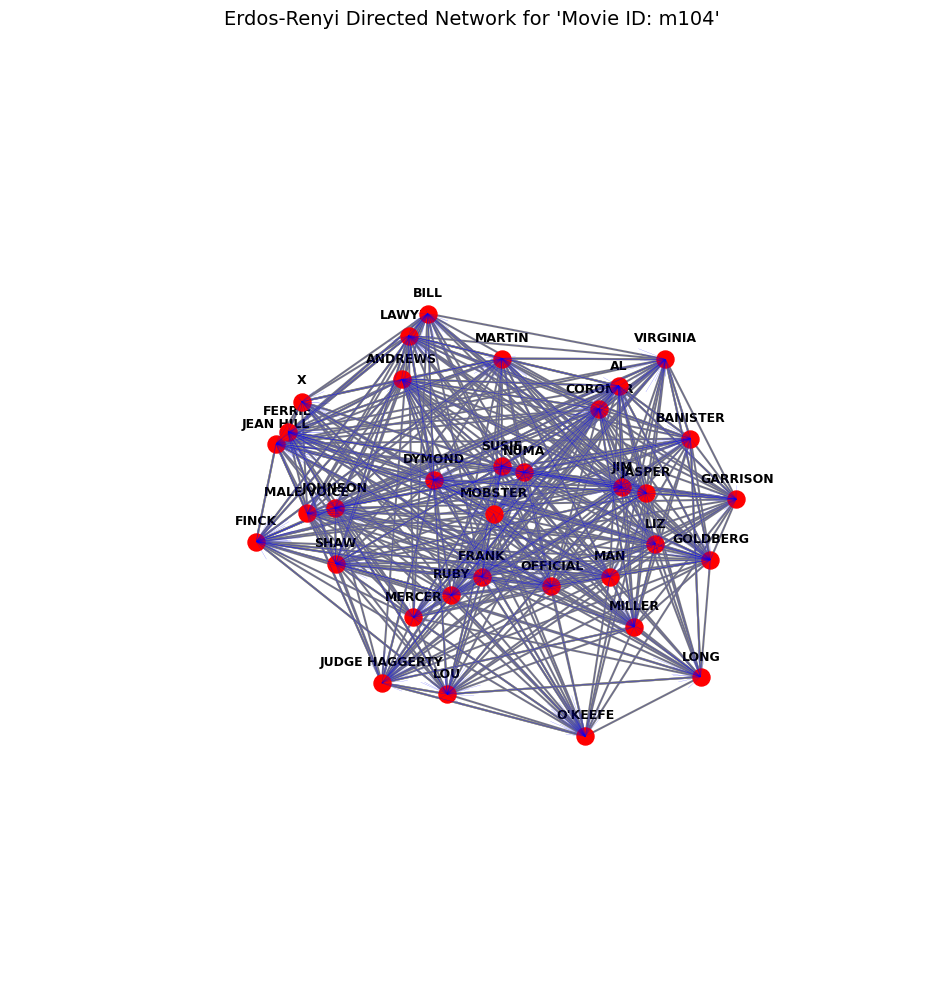 Erdos-Renyi Directed Network for 'Movie ID: m104'
BILL
LAWY
MARTIN
VIRGINIA
ANDREWS
AL
X
CORONER
FERRIE
BANISTER
JEAN HILL
SUSIE
NUMA
DYMOND
JIM
JASPER
GARRISON
MALE VOICE
JOHNSON
MOBSTER
FINCK
LIZ
GOLDBERG
SHAW
FRANK
MAN
OFFICIAL
RUBY
MERCER
MILLER
JUDGE HAGGERTY
LONG
LOU
O'KEEFE